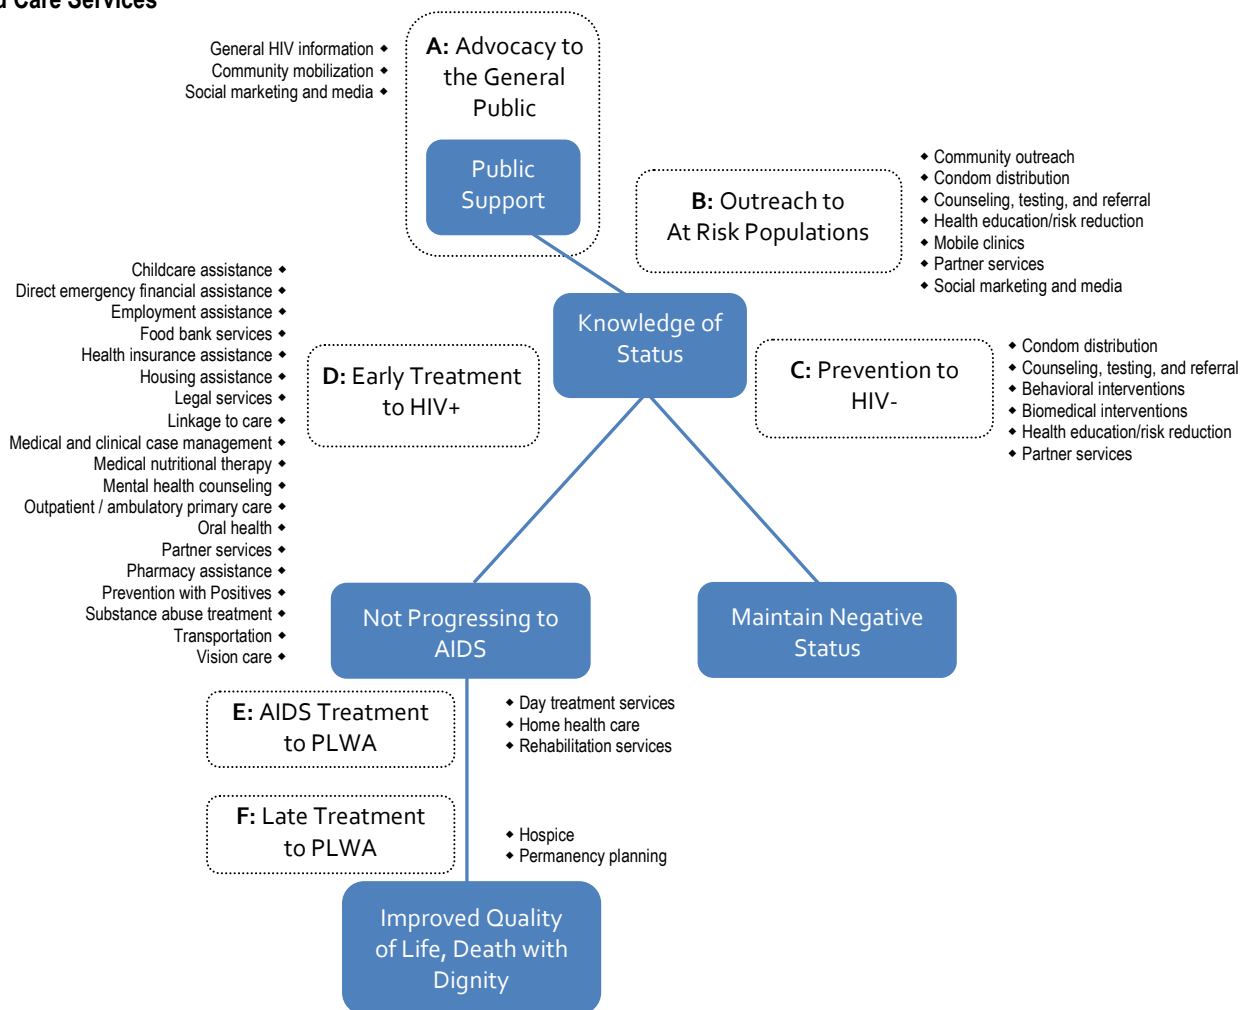 Care Services
General HIV information ◆
Community mobilization ◆
Social marketing and media ◆
A: Advocacy to
the General
Public
Public
Support
B: Outreach to
At Risk Populations
◆ Community outreach
◆ Condom distribution
◆ Counseling, testing, and referral
◆ Health education/risk reduction
◆ Mobile clinics
◆ Partner services
◆ Social marketing and media
Knowledge of
Status
C: Prevention to
HIV-
◆ Condom distribution
◆ Counseling, testing, and referral
◆ Behavioral interventions
◆ Biomedical interventions
◆ Health education/risk reduction
◆ Partner services
Childcare assistance ◆
Direct emergency financial assistance ◆
Employment assistance ◆
Food bank services ◆
Health insurance assistance ◆
Housing assistance ◆
Legal services ◆
Linkage to care ◆
Medical and clinical case management ◆
Medical nutritional therapy ◆
Mental health counseling ◆
Outpatient / ambulatory primary care ◆
Oral health ◆
Partner services ◆
Pharmacy assistance ◆
Prevention with Positives ◆
Substance abuse treatment ◆
Transportation ◆
Vision care ◆
D: Early Treatment
to HIV+
Not Progressing to
AIDS
Maintain Negative
Status
E: AIDS Treatment
to PLWA
◆ Day treatment services
◆ Home health care
◆ Rehabilitation services
F: Late Treatment
to PLWA
◆ Hospice
◆ Permanency planning
Improved Quality
of Life, Death with
Dignity